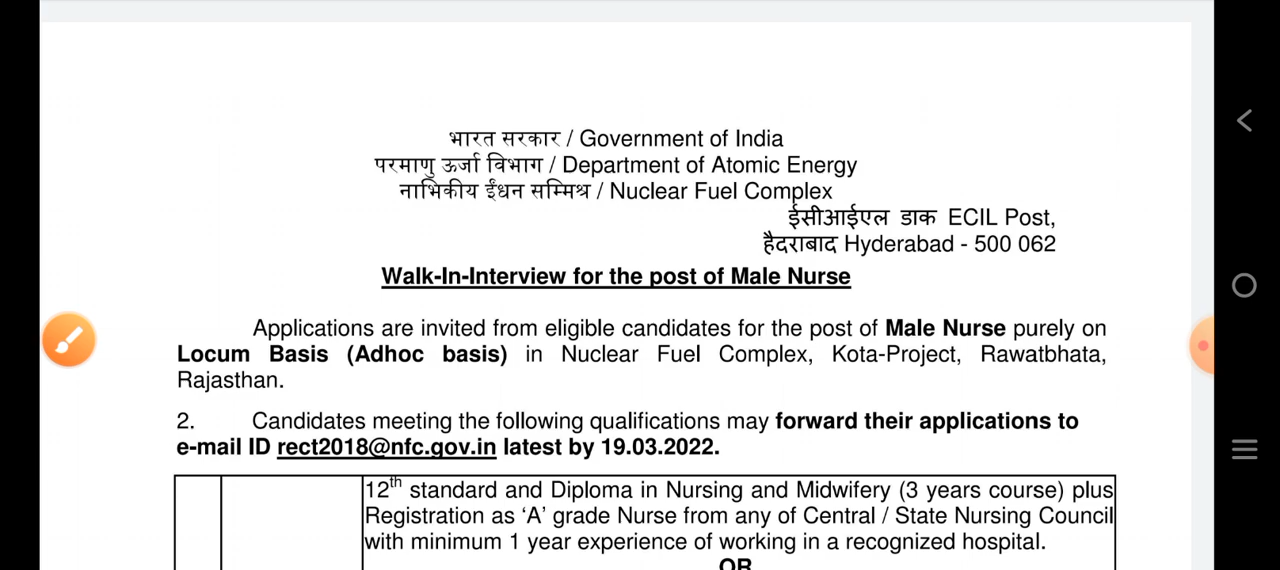 भारत सरकार / Government of India
परमाणु ऊर्जा विभाग / Department of Atomic Energy
नाभिकीय ईंधन सम्मिश्र / Nuclear Fuel Complex
ईसीआईएल डाक ECIL Post,
हैदराबाद Hyderabad - 500 062
Walk-In-Interview for the post of Male Nurse
Applications are invited from eligible candidates for the post of Male Nurse purely on
Locum Basis (Adhoc basis) in Nuclear Fuel Complex, Kota-Project, Rawatbhata,
Rajasthan.
2. Candidates meeting the following qualifications may forward their applications to
e-mail ID rect2018@nfc.gov.in latest by 19.03.2022.
12th standard and Diploma in Nursing and Midwifery (3 years course) plus
Registration as ‘A’ grade Nurse from any of Central / State Nursing Council
with minimum 1 year experience of working in a recognized hospital.
OR